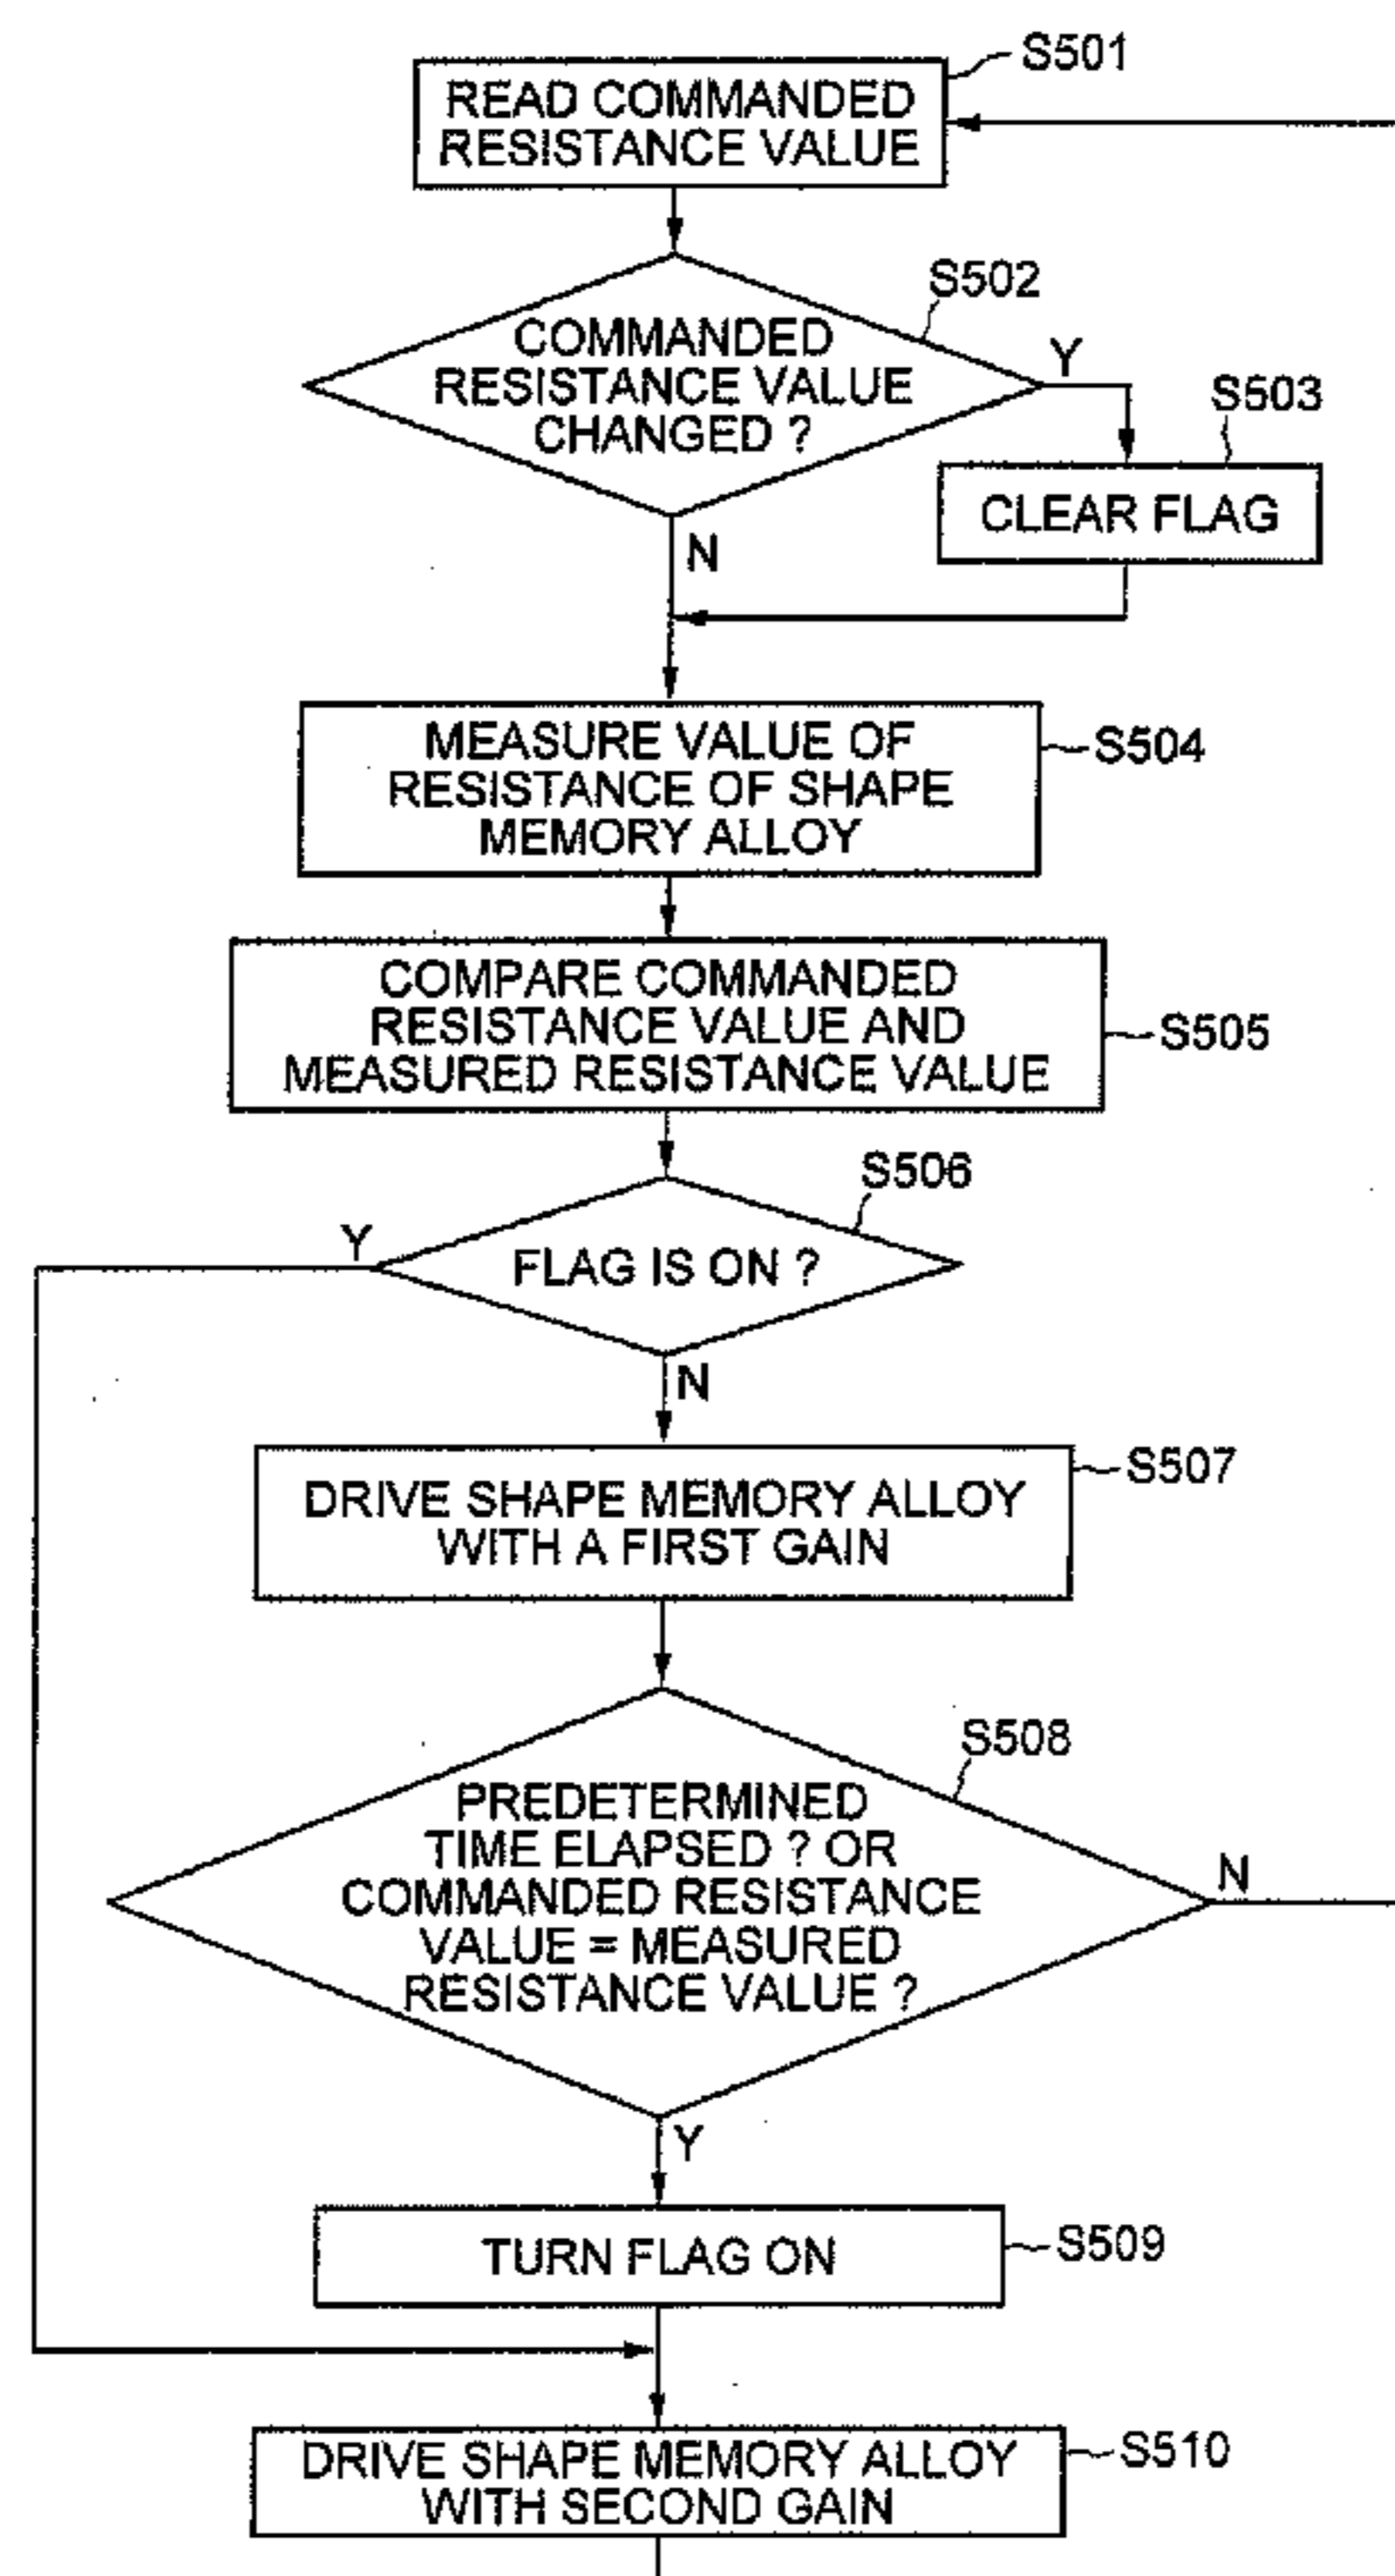 S501
READ COMMANDED
RESISTANCE VALUE
S502
COMMANDED
RESISTANCE VALUE
CHANGED ?
Y
S503
CLEAR FLAG
N
MEASURE VALUE OF
RESISTANCE OF SHAPE
MEMORY ALLOY
S504
COMPARE COMMANDED
RESISTANCE VALUE AND
MEASURED RESISTANCE VALUE
S505
S506
Y
FLAG IS ON ?
N
DRIVE SHAPE MEMORY ALLOY
WITH A FIRST GAIN
S507
S508
PREDETERMINED
TIME ELAPSED ? OR
COMMANDED RESISTANCE
VALUE = MEASURED
RESISTANCE VALUE ?
N
Y
TURN FLAG ON
S509
DRIVE SHAPE MEMORY ALLOY
WITH SECOND GAIN
S510